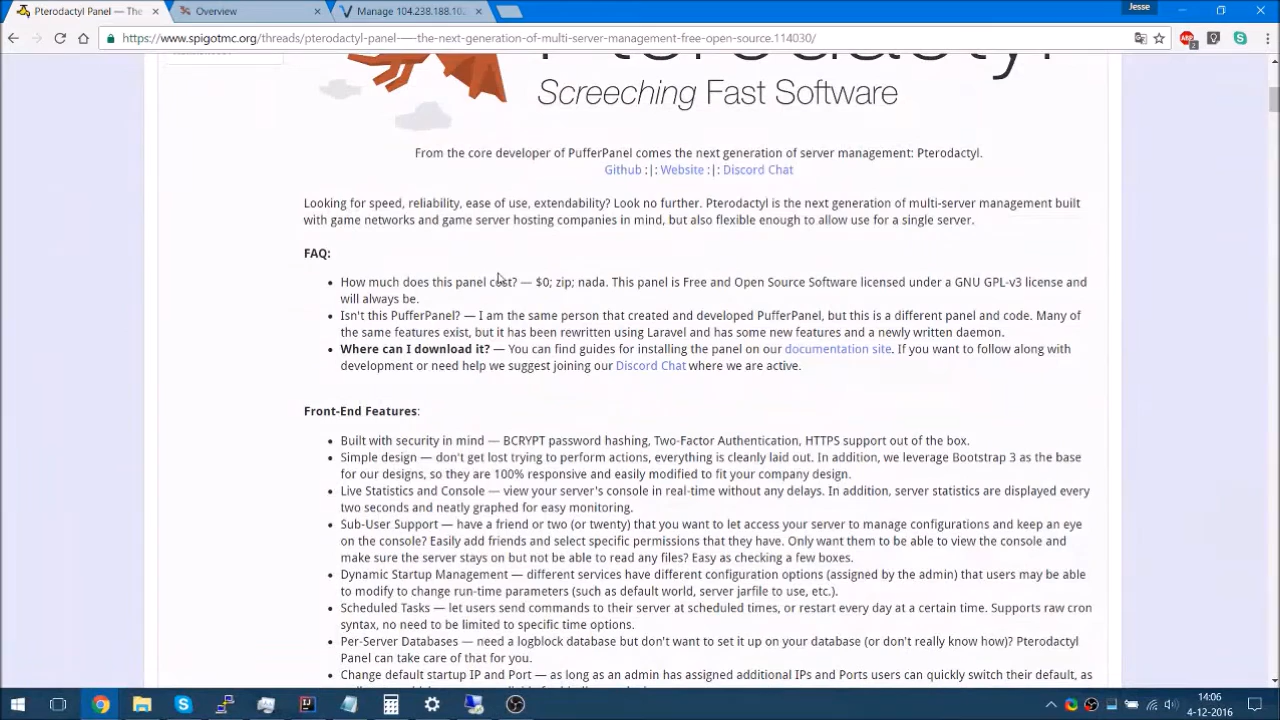 Jesse
Pterodactyl Panel — The
Overview
Manage 104.238.188.102
https://www.spigotmc.org/threads/pterodactyl-panel-—-the-next-generation-of-multi-server-management-free-open-source.114030/
Pterodactyl
Screeching Fast Software
From the core developer of PufferPanel comes the next generation of server management: Pterodactyl.
Github :|: Website :|: Discord Chat
Looking for speed, reliability, ease of use, extendability? Look no further. Pterodactyl is the next generation of multi-server management built
with game networks and game server hosting companies in mind, but also flexible enough to allow use for a single server.
FAQ:
• How much does this panel cost? — $0; zip; nada. This panel is Free and Open Source Software licensed under a GNU GPL-v3 license and
will always be.
• Isn't this PufferPanel? — I am the same person that created and developed PufferPanel, but this is a different panel and code. Many of
the same features exist, but it has been rewritten using Laravel and has some new features and a newly written daemon.
• Where can I download it? — You can find guides for installing the panel on our documentation site. If you want to follow along with
development or need help we suggest joining our Discord Chat where we are active.
Front-End Features:
• Built with security in mind — BCRYPT password hashing, Two-Factor Authentication, HTTPS support out of the box.
• Simple design — don't get lost trying to perform actions, everything is cleanly laid out. In addition, we leverage Bootstrap 3 as the base
for our designs, so they are 100% responsive and easily modified to fit your company design.
• Live Statistics and Console — view your server's console in real-time without any delays. In addition, server statistics are displayed every
two seconds and neatly graphed for easy monitoring.
• Sub-User Support — have a friend or two (or twenty) that you want to let access your server to manage configurations and keep an eye
on the console? Easily add friends and select specific permissions that they have. Only want them to be able to view the console and
make sure the server stays on but not be able to read any files? Easy as checking a few boxes.
• Dynamic Startup Management — different services have different configuration options (assigned by the admin) that users may be able
to modify to change run-time parameters (such as default world, server jarfile to use, etc.).
• Scheduled Tasks — let users send commands to their server at scheduled times, or restart every day at a certain time. Supports raw cron
syntax, no need to be limited to specific time options.
• Per-Server Databases — need a logblock database but don't want to set it up on your database (or don't really know how)? Pterodactyl
Panel can take care of that for you.
• Change default startup IP and Port — as long as an admin has assigned additional IPs and Ports users can quickly switch their default, as
14:06
4-12-2016